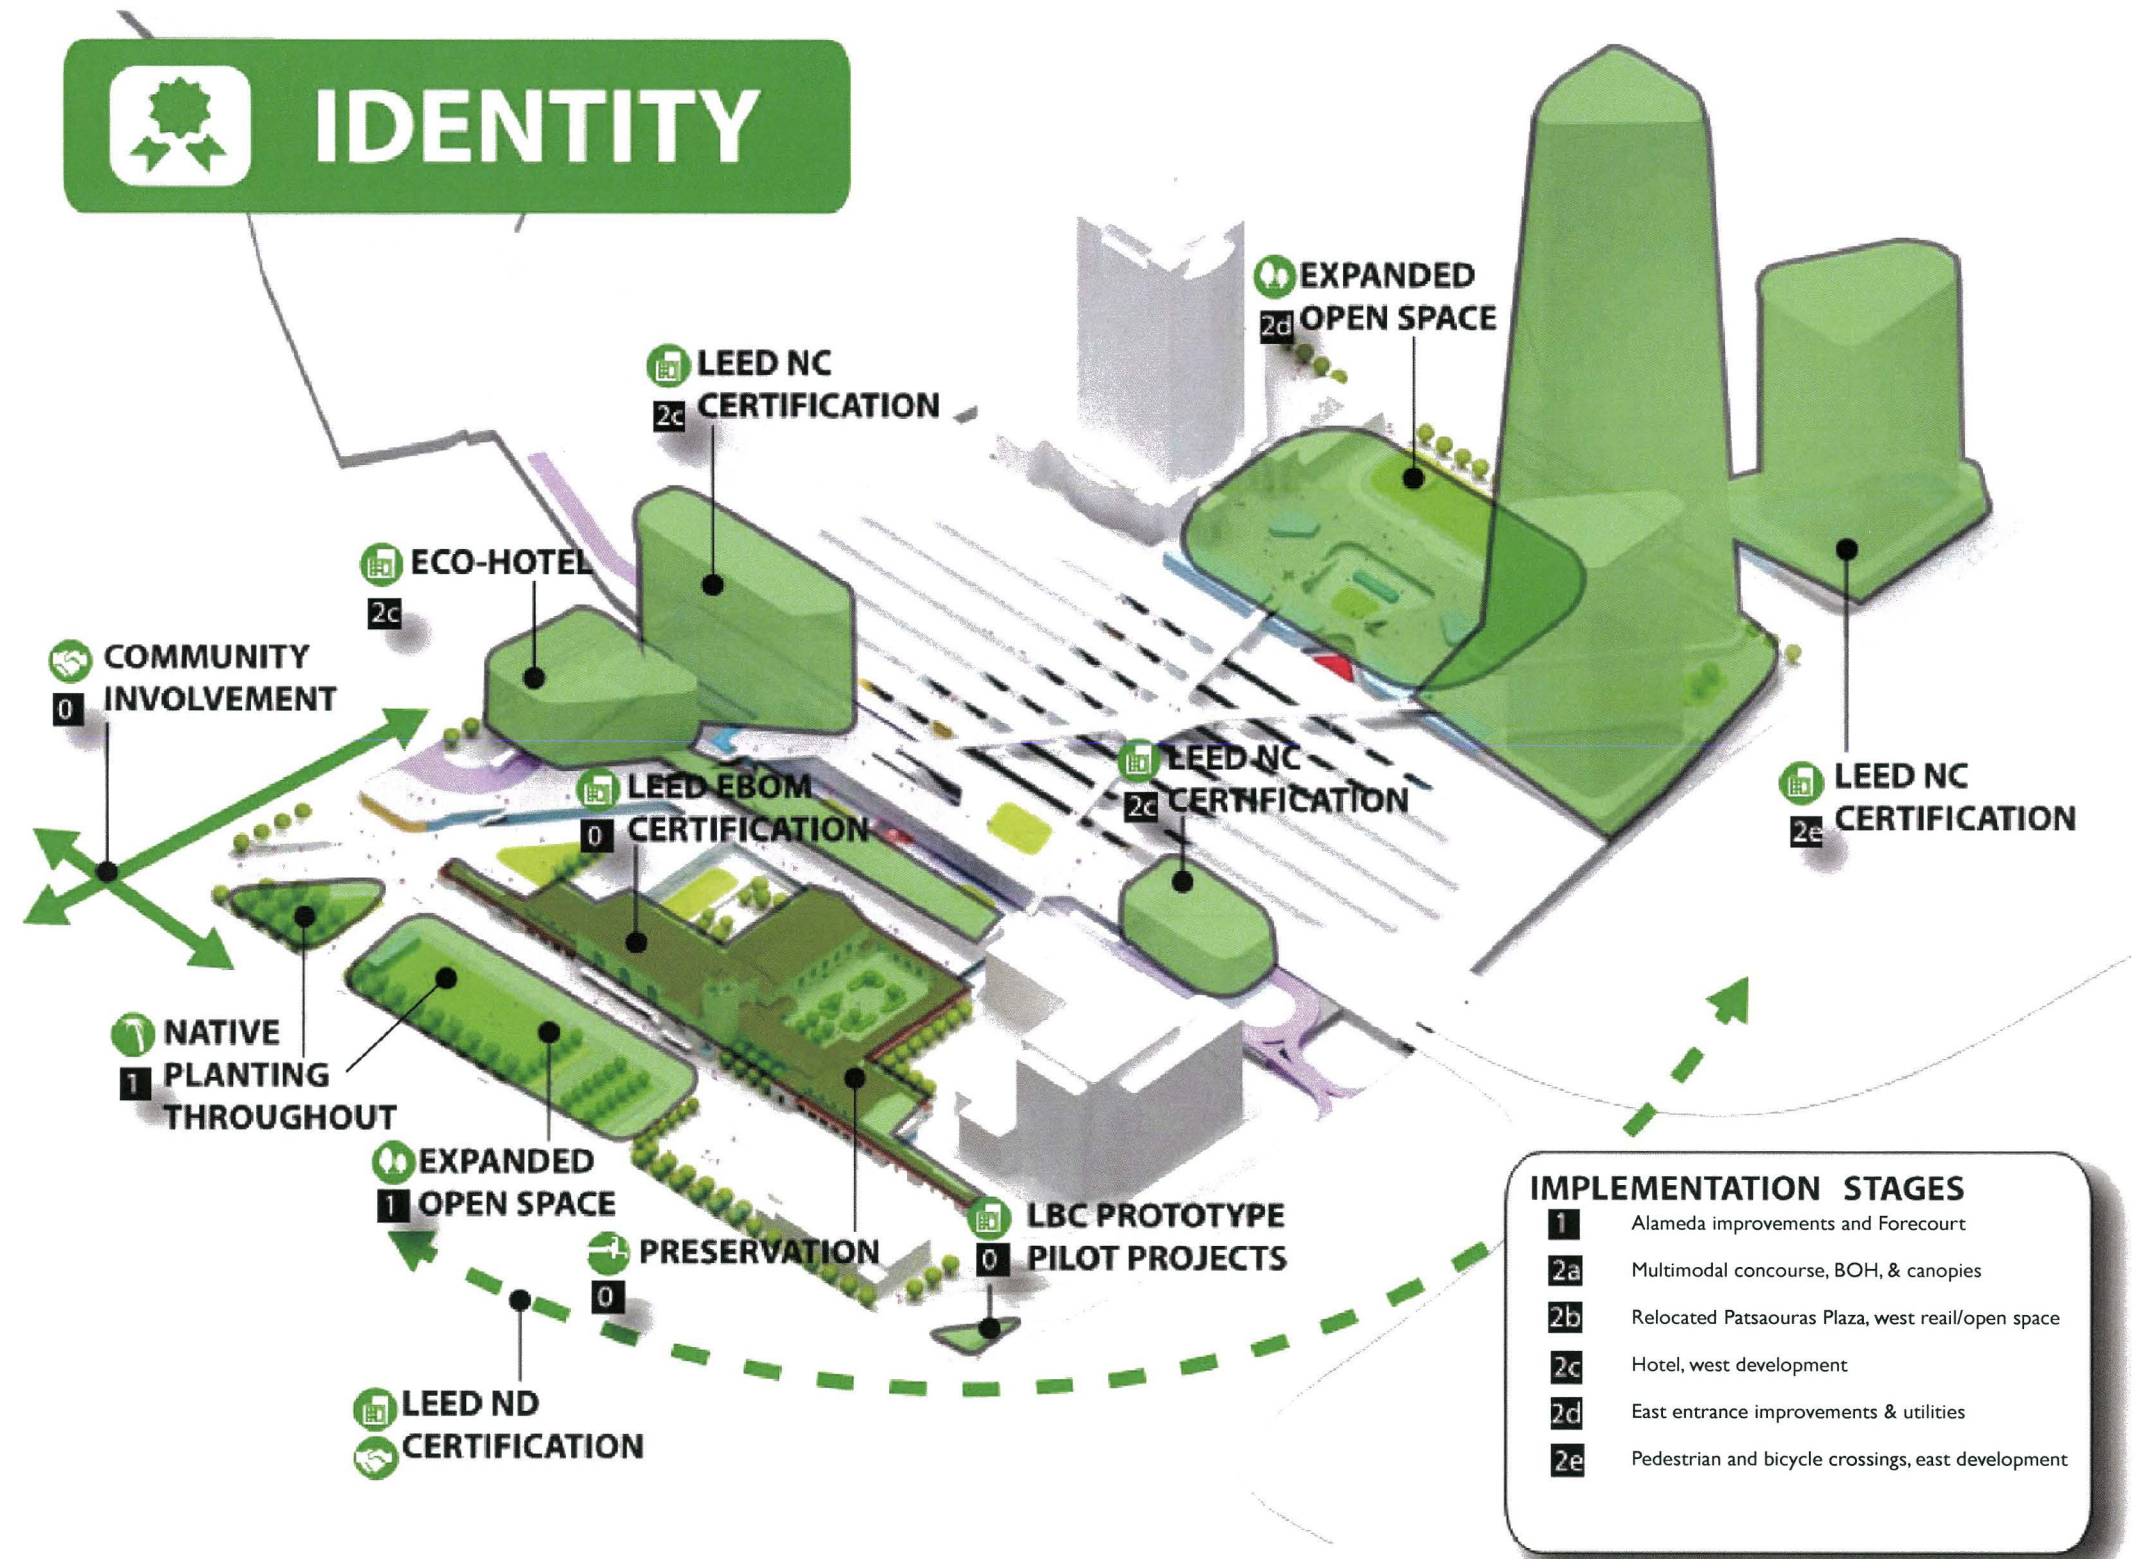 IDENTITY
EXPANDED
2d OPEN SPACE
LEED NC
2c CERTIFICATION
ECO-HOTEL
2c
COMMUNITY
0 INVOLVEMENT
LEED EBOM
0 CERTIFICATION
LEED NC
2c CERTIFICATION
LEED NC
2e CERTIFICATION
NATIVE
1 PLANTING
THROUGHOUT
EXPANDED
1 OPEN SPACE
PRESERVATION
0
LBC PROTOTYPE
0 PILOT PROJECTS
LEED ND
CERTIFICATION
IMPLEMENTATION STAGES
1 Alameda improvements and Forecourt
2a Multimodal concourse, BOH, & canopies
2b Relocated Patsaouras Plaza, west reail/open space
2c Hotel, west development
2d East entrance improvements & utilities
2e Pedestrian and bicycle crossings, east development